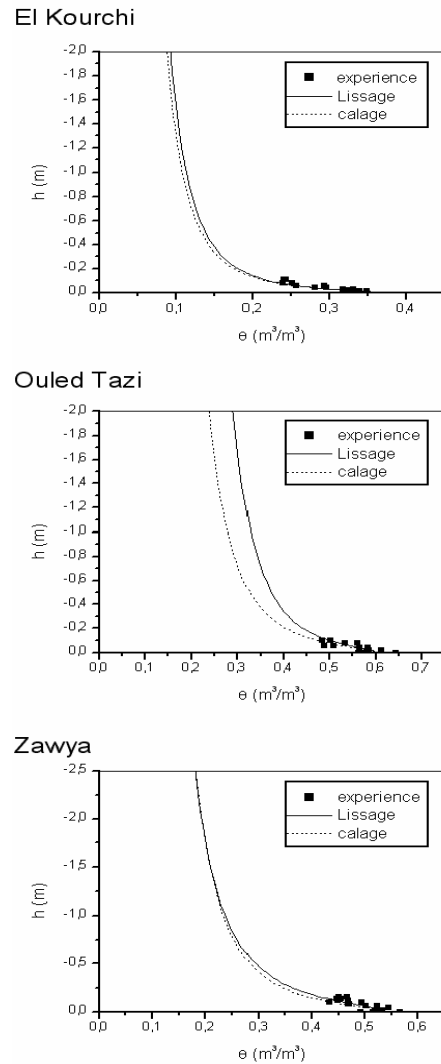 El Kourchi
-2,0
-1,8
-1,6
-1,4
-1,2
-1,0
-0,8
-0,6
-0,4
-0,2
0,0
h (m)
experience
Lissage
calage
0,0 0,1 0,2 0,3 0,4
ɵ (m³/m³)
Ouled Tazi
-2,0
-1,8
-1,6
-1,4
-1,2
-1,0
-0,8
-0,6
-0,4
-0,2
0,0
h (m)
experience
Lissage
calage
0,0 0,1 0,2 0,3 0,4 0,5 0,6 0,7
ɵ (m³/m³)
Zawya
-2,5
-2,0
-1,5
-1,0
-0,5
0,0
h (m)
experience
Lissage
calage
0,0 0,1 0,2 0,3 0,4 0,5 0,6
ɵ (m³/m³)